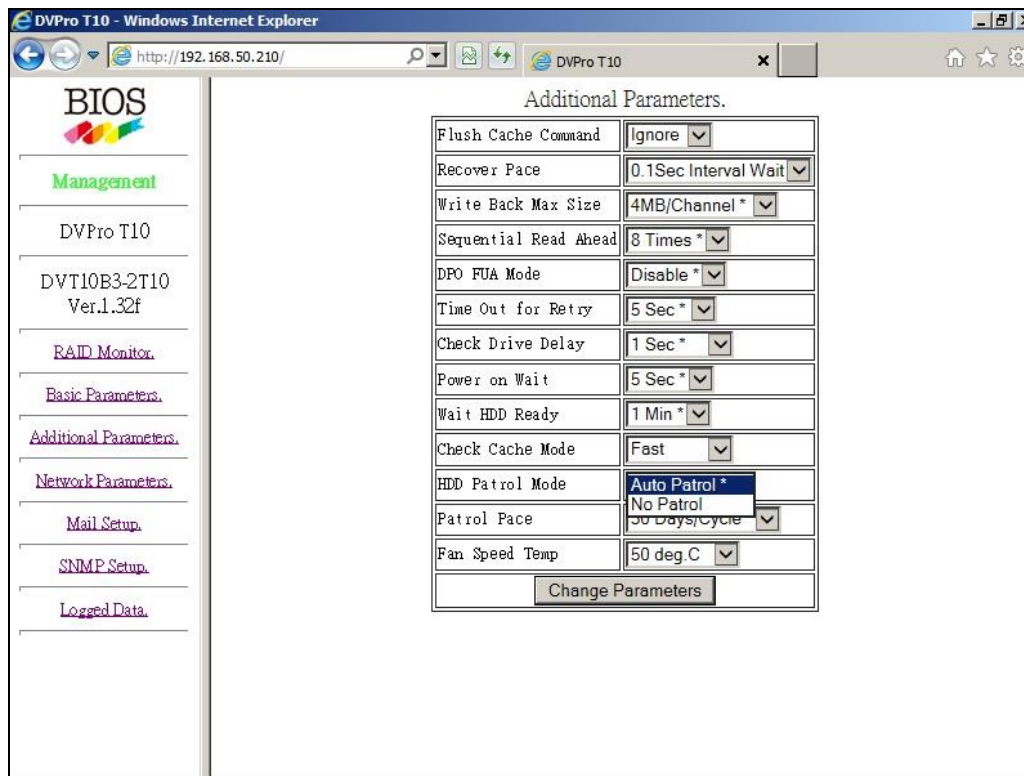 DVPro T10 - Windows Internet Explorer
http://192.168.50.210/
DVPro T10
BIOS
Management
DVPro T10
DVT10B3-2T10
Ver.1.32f
RAID Monitor.
Basic Parameters.
Additional Parameters.
Network Parameters.
Mail Setup.
SNMP Setup.
Logged Data.
Additional Parameters.
Flush Cache Command Ignore
Recover Pace 0.1Sec Interval Wait
Write Back Max Size 4MB/Channel *
Sequential Read Ahead 8 Times *
DPO FUA Mode Disable *
Time Out for Retry 5 Sec *
Check Drive Delay 1 Sec *
Power on Wait 5 Sec *
Wait HDD Ready 1 Min *
Check Cache Mode Fast
HDD Patrol Mode Auto Patrol *
No Patrol
Patrol Pace Days/Cycle
Fan Speed Temp 50 deg.C
Change Parameters